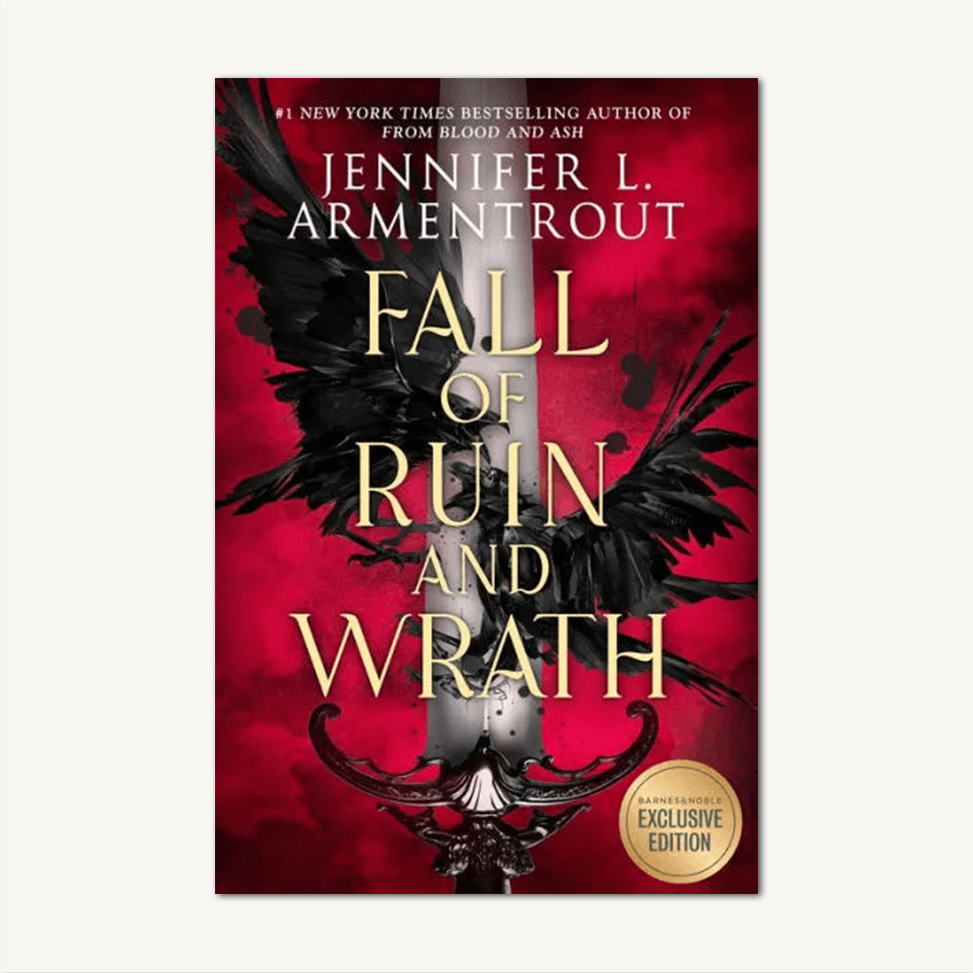 #1 NEW YORK TIMES BESTSELLING AUTHOR OF
FROM BLOOD AND ASH
JENNIFER L.
ARMENTROUT
FALL
OF
RUIN
AND
WRATH
BARNES&NOBLE
EXCLUSIVE
EDITION